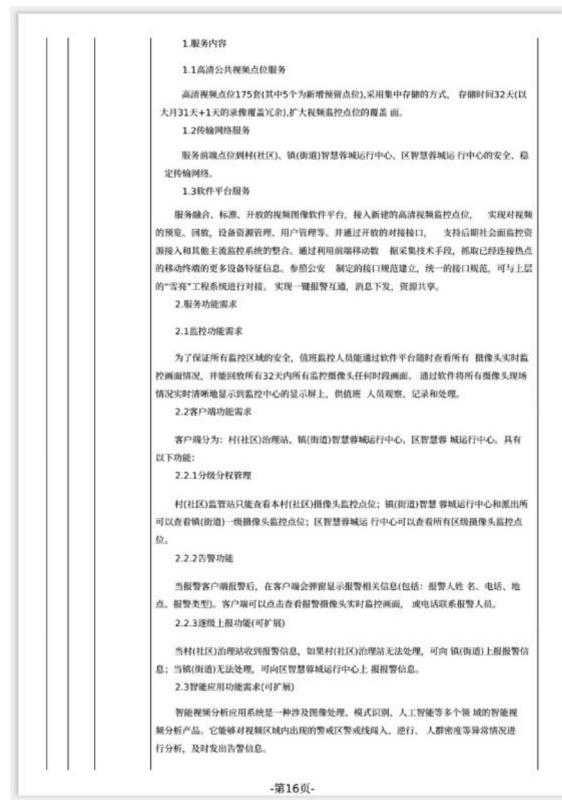 1.服务内容
1.1高清公共视频点位服务
高清视频点位175套(其中5个为新增预留点位),采用集中存储的方式， 存储时间32天(以
大月31天+1天的录像覆盖冗余),扩大视频监控点位的覆盖 面。
1.2传输网络服务
服务前端点位到村(社区)、镇(街道)智慧蓉城运行中心、区智慧蓉城运 行中心的安全、稳
定传输网络。
1.3软件平台服务
服务融合、标准、开放的视频图像软件平台，接入新建的高清视频监控点位， 实现对视频
的预览、回放，设备资源管理、用户管理等。并通过开放的对接接口， 支持后期社会面监控资
源接入和其他主流监控系统的整合。通过利用前端移动数 据采集技术手段，抓取已经连接热点
的移动终端的更多设备特征信息。参照公安 制定的接口规范建立，统一的接口规范，可与上层
的“雪亮”工程系统进行对接。 实现一键报警互通，消息下发，资源共享。
2.服务功能需求
2.1监控功能需求
为了保证所有监控区域的安全，值班监控人员能通过软件平台随时查看所有 摄像头实时监
控画面情况，并能回放所有32天内所有监控摄像头任何时段画面。 通过软件将所有摄像头现场
情况实时清晰地显示到监控中心的显示屏上，供值班 人员观察、记录和处理。
2.2客户端功能需求
客户端分为：村(社区)治理站、镇(街道)智慧蓉城运行中心、区智慧蓉 城运行中心。具有
以下功能：
2.2.1分级分权管理
村(社区)监管站只能查看本村(社区)摄像头监控点位；镇(街道)智慧 蓉城运行中心和派出所
可以查看镇(街道)一级摄像头监控点位；区智慧蓉城运 行中心可以查看所有区级摄像头监控点
位。
2.2.2告警功能
当报警客户端报警后，在客户端会弹窗显示报警相关信息(包括：报警人姓 名、电话、地
点、报警类型)。客户端可以点击查看报警摄像头实时监控画面， 或电话联系报警人员。
2.2.3逐级上报功能(可扩展)
当村(社区)治理站收到报警信息，如果村(社区)治理站无法处理，可向 镇(街道)上报报警信
息；当镇(街道)无法处理，可向区智慧蓉城运行中心上 报报警信息。
2.3智能应用功能需求(可扩展)
智能视频分析应用系统是一种涉及图像处理、模式识别、人工智能等多个领 域的智能视
频分析产品。它能够对视频区域内出现的警戒区警戒线闯入、逆行、 人群密度等异常情况进
行分析，及时发出告警信息。
-第16页-